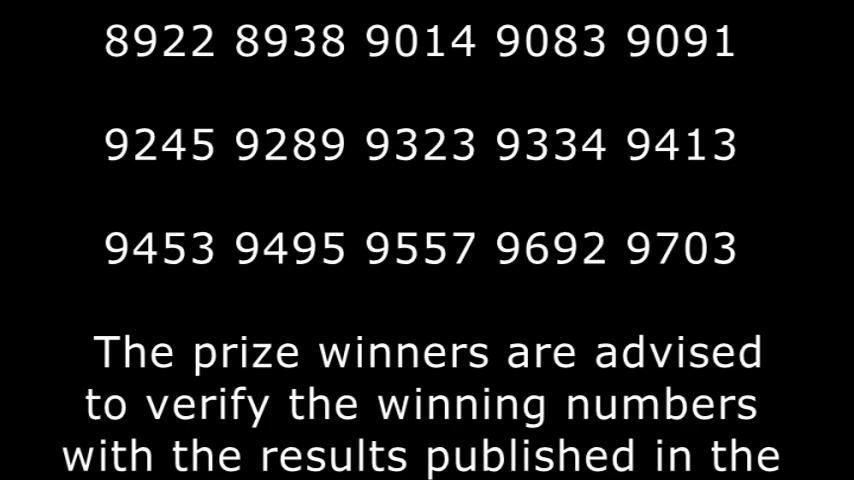 8922 8938 9014 9083 9091
9245 9289 9323 9334 9413
9453 9495 9557 9692 9703
The prize winners are advised
to verify the winning numbers
with the results published in the